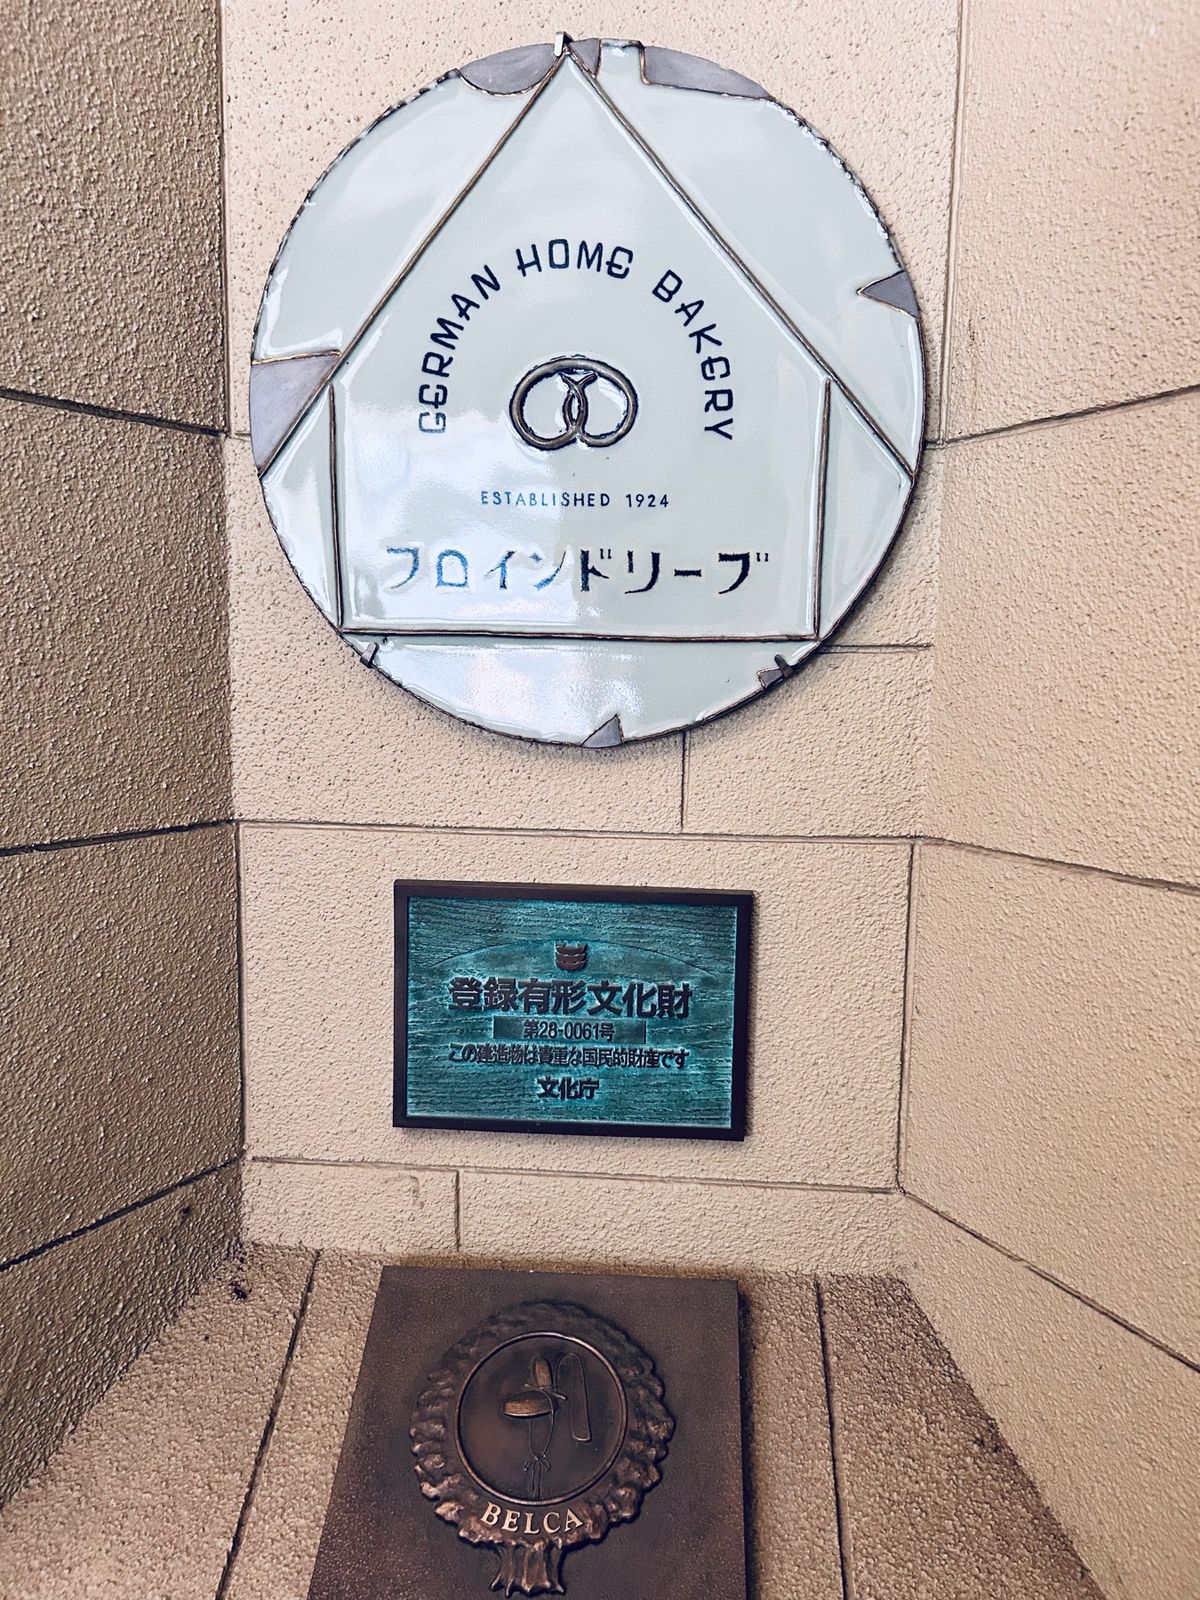 GERMAN HOME BAKERY
ESTABLISHED 1924
フロインドリーブ
登録有形文化財
第28-0061号
この建造物は貴重な国民的財産です
文化庁
BELCA